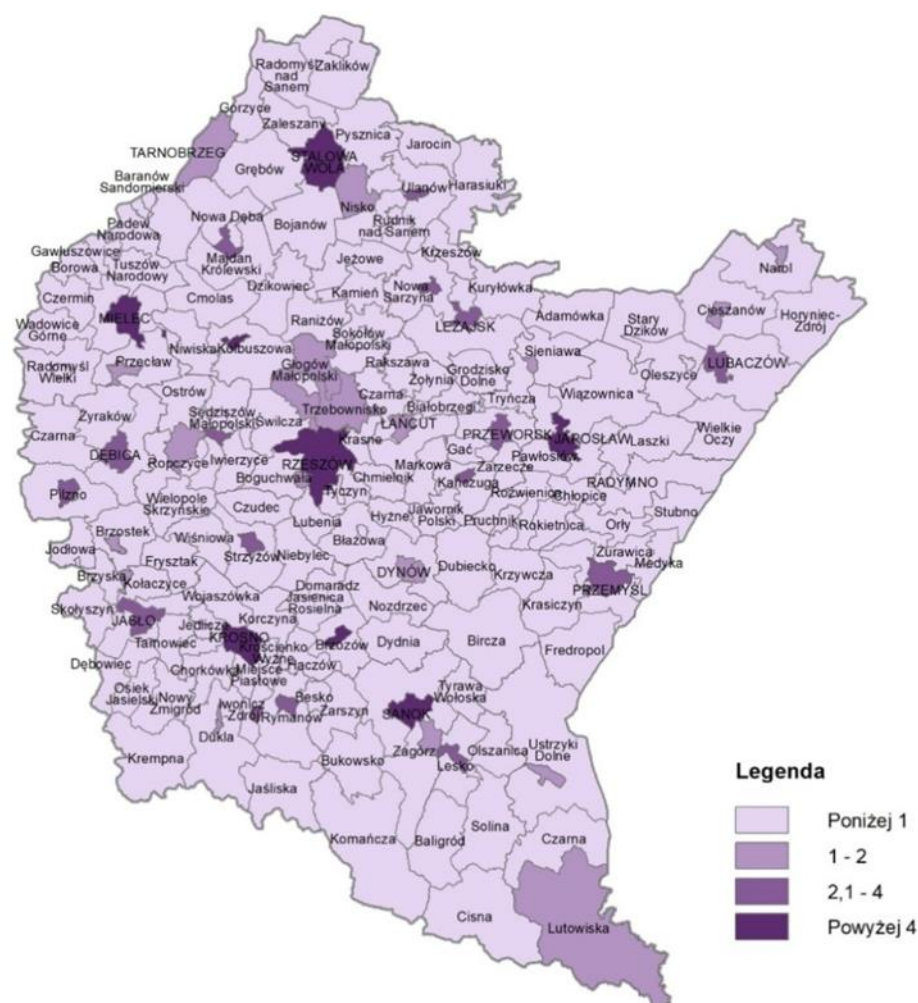 Radomyśl
nad
Sanem
Zaklików
Gorzyce
Zaleszany
Pysznica
Jarocin
TARNOBRZEG
STALOWA
WOLA
Grębów
Ulanów
Harasiuki
Baranów
Sandomierski
Nisko
Nowa Dęba
Bojanów
Rudnik
nad Sanem
Padew
Narodowa
Gawłuszowice
Borowa
Tuszów
Narodowy
Majdan
Królewski
Jeżowe
Krzeszów
Narol
Czermin
Cmolas
Dzikowiec
Kamień
Nowa
Sarzyna
Kuryłówka
Cieszanów
Horyniec-
Zdrój
MIELEC
Wadowice
Górne
Raniżów
LEŻAJSK
Adamówka
Stary
Dzików
Niwiska
Kolbuszowa
Sokołów
Małopolski
Radomyśl
Wielki
Przecław
Głogów
Małopolski
Rakszawa
Grodzisko
Dolne
Sieniawa
Oleszyce
LUBACZÓW
Ostrów
Żołynia
Czarna
Tryńcza
Wiązownica
Żyraków
Sędziszów
Małopolski
Trzebownisko
Białobrzegi
Świlcza
ŁAŃCUT
Wielkie
Oczy
Czarna
DĘBICA
Krasne
PRZEWORSK
JAROSŁAW
Laszki
Ropczyce
Iwierzyce
RZESZÓW
Gać
Pawłosiów
Markowa
Zarzecze
Pilzno
Boguchwała
Tyczyn
Chmielnik
Kańczuga
Roźwienica
RADYMNO
Chłopice
Wielopole
Skrzyńskie
Czudec
Lubenia
Hyżne
Jawornik
Polski
Pruchnik
Rokietnica
Orły
Stubno
Brzostek
Wiśniowa
Strzyżów
Niebylec
Błażowa
Jodłowa
Frysztak
DYNÓW
Dubiecko
Krzywcza
Żurawica
Medyka
PRZEMYŚL
Brzyska
Kołaczyce
Wojaszówka
Domaradz
Jasienica
Rosielna
Nozdrzec
Krasiczyn
Skołyszyn
JASŁO
Jedlicze
Korczyna
KROSNO
Krościenko
Wyżne
Brzozów
Dydnia
Bircza
Fredropol
Tarnowiec
Dębowiec
Chorkówka
Miejsce
Piastowe
Haczów
Osiek
Jasielski
Nowy
Żmigród
Iwonicz
-Zdrój
Rymanów
Besko
Zarszyn
SANOK
Tyrawa
Wołoska
Dukla
Zagórz
Lesko
Olszanica
Ustrzyki
Dolne
Krempna
Bukowsko
Jaśliska
Komańcza
Baligród
Solina
Czarna
Cisna
Lutowiska
Legenda
Poniżej 1
1 - 2
2,1 - 4
Powyżej 4